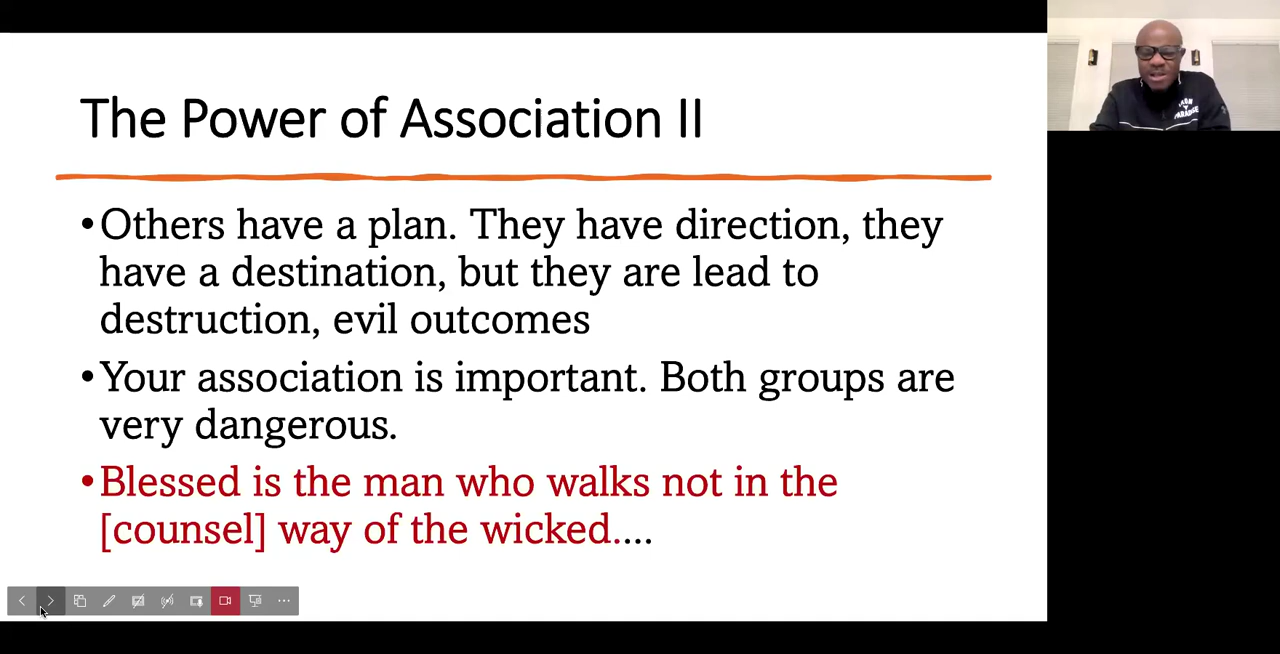 The Power of Association II
•Others have a plan. They have direction, they
have a destination, but they are lead to
destruction, evil outcomes
•Your association is important. Both groups are
very dangerous.
•Blessed is the man who walks not in the
[counsel] way of the wicked....
PARADISE